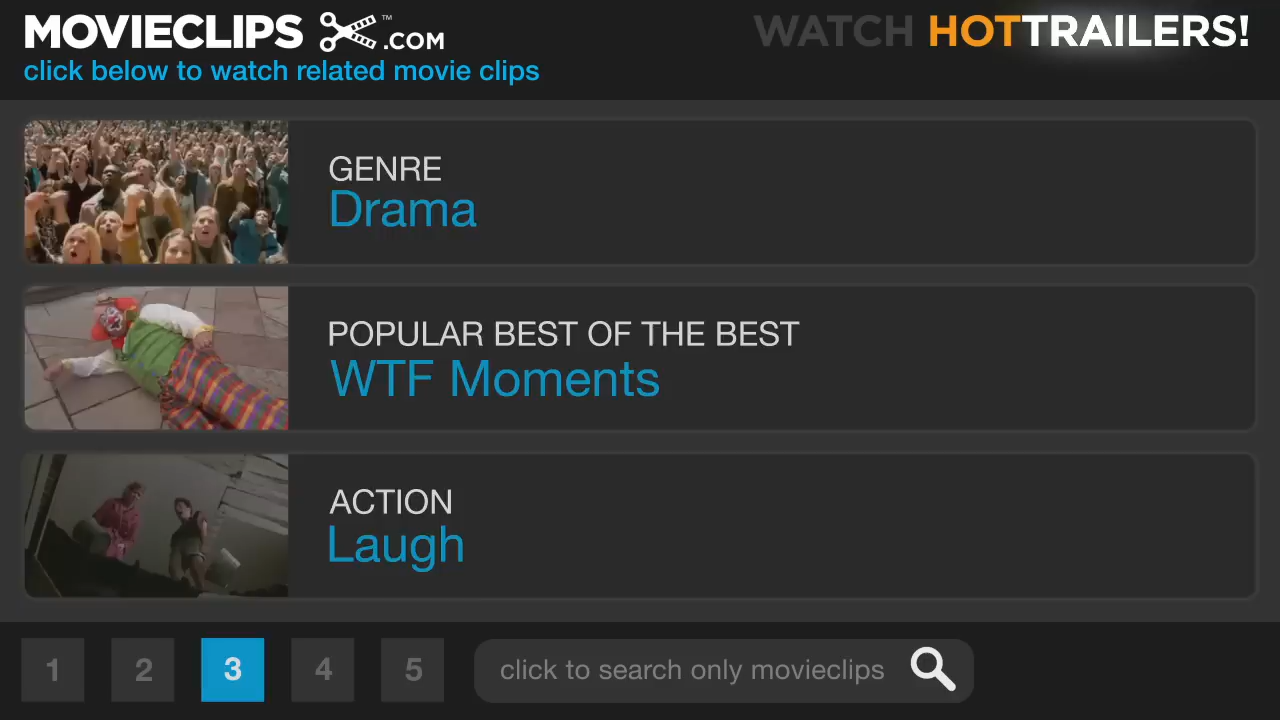 MOVIECLIPS™.COM
WATCH HOTTRAILERS!
click below to watch related movie clips
GENRE
Drama
POPULAR BEST OF THE BEST
WTF Moments
ACTION
Laugh
1 2 3 4 5
click to search only movieclips